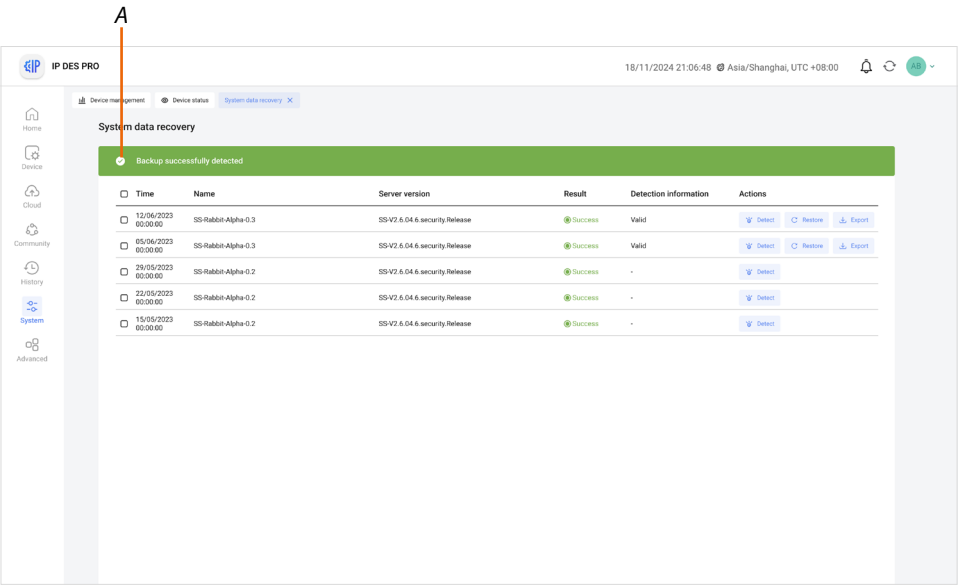 A
IP IP DES PRO 18/11/2024 21:06:48 Asia/Shanghai, UTC +08:00 AB
Device management Device status System data recovery
Home
System data recovery
Device
Backup successfully detected
Cloud
Community
History
System
Advanced
Time Name Server version Result Detection information Actions
12/06/2023
00:00:00 SS-Rabbit-Alpha-0.3 SS-V2.6.04.6.security.Release Success Valid Detect Restore Export
05/06/2023
00:00:00 SS-Rabbit-Alpha-0.3 SS-V2.6.04.6.security.Release Success Valid Detect Restore Export
29/05/2023
00:00:00 SS-Rabbit-Alpha-0.2 SS-V2.6.04.6.security.Release Success - Detect
22/05/2023
00:00:00 SS-Rabbit-Alpha-0.2 SS-V2.6.04.6.security.Release Success - Detect
15/05/2023
00:00:00 SS-Rabbit-Alpha-0.2 SS-V2.6.04.6.security.Release Success - Detect